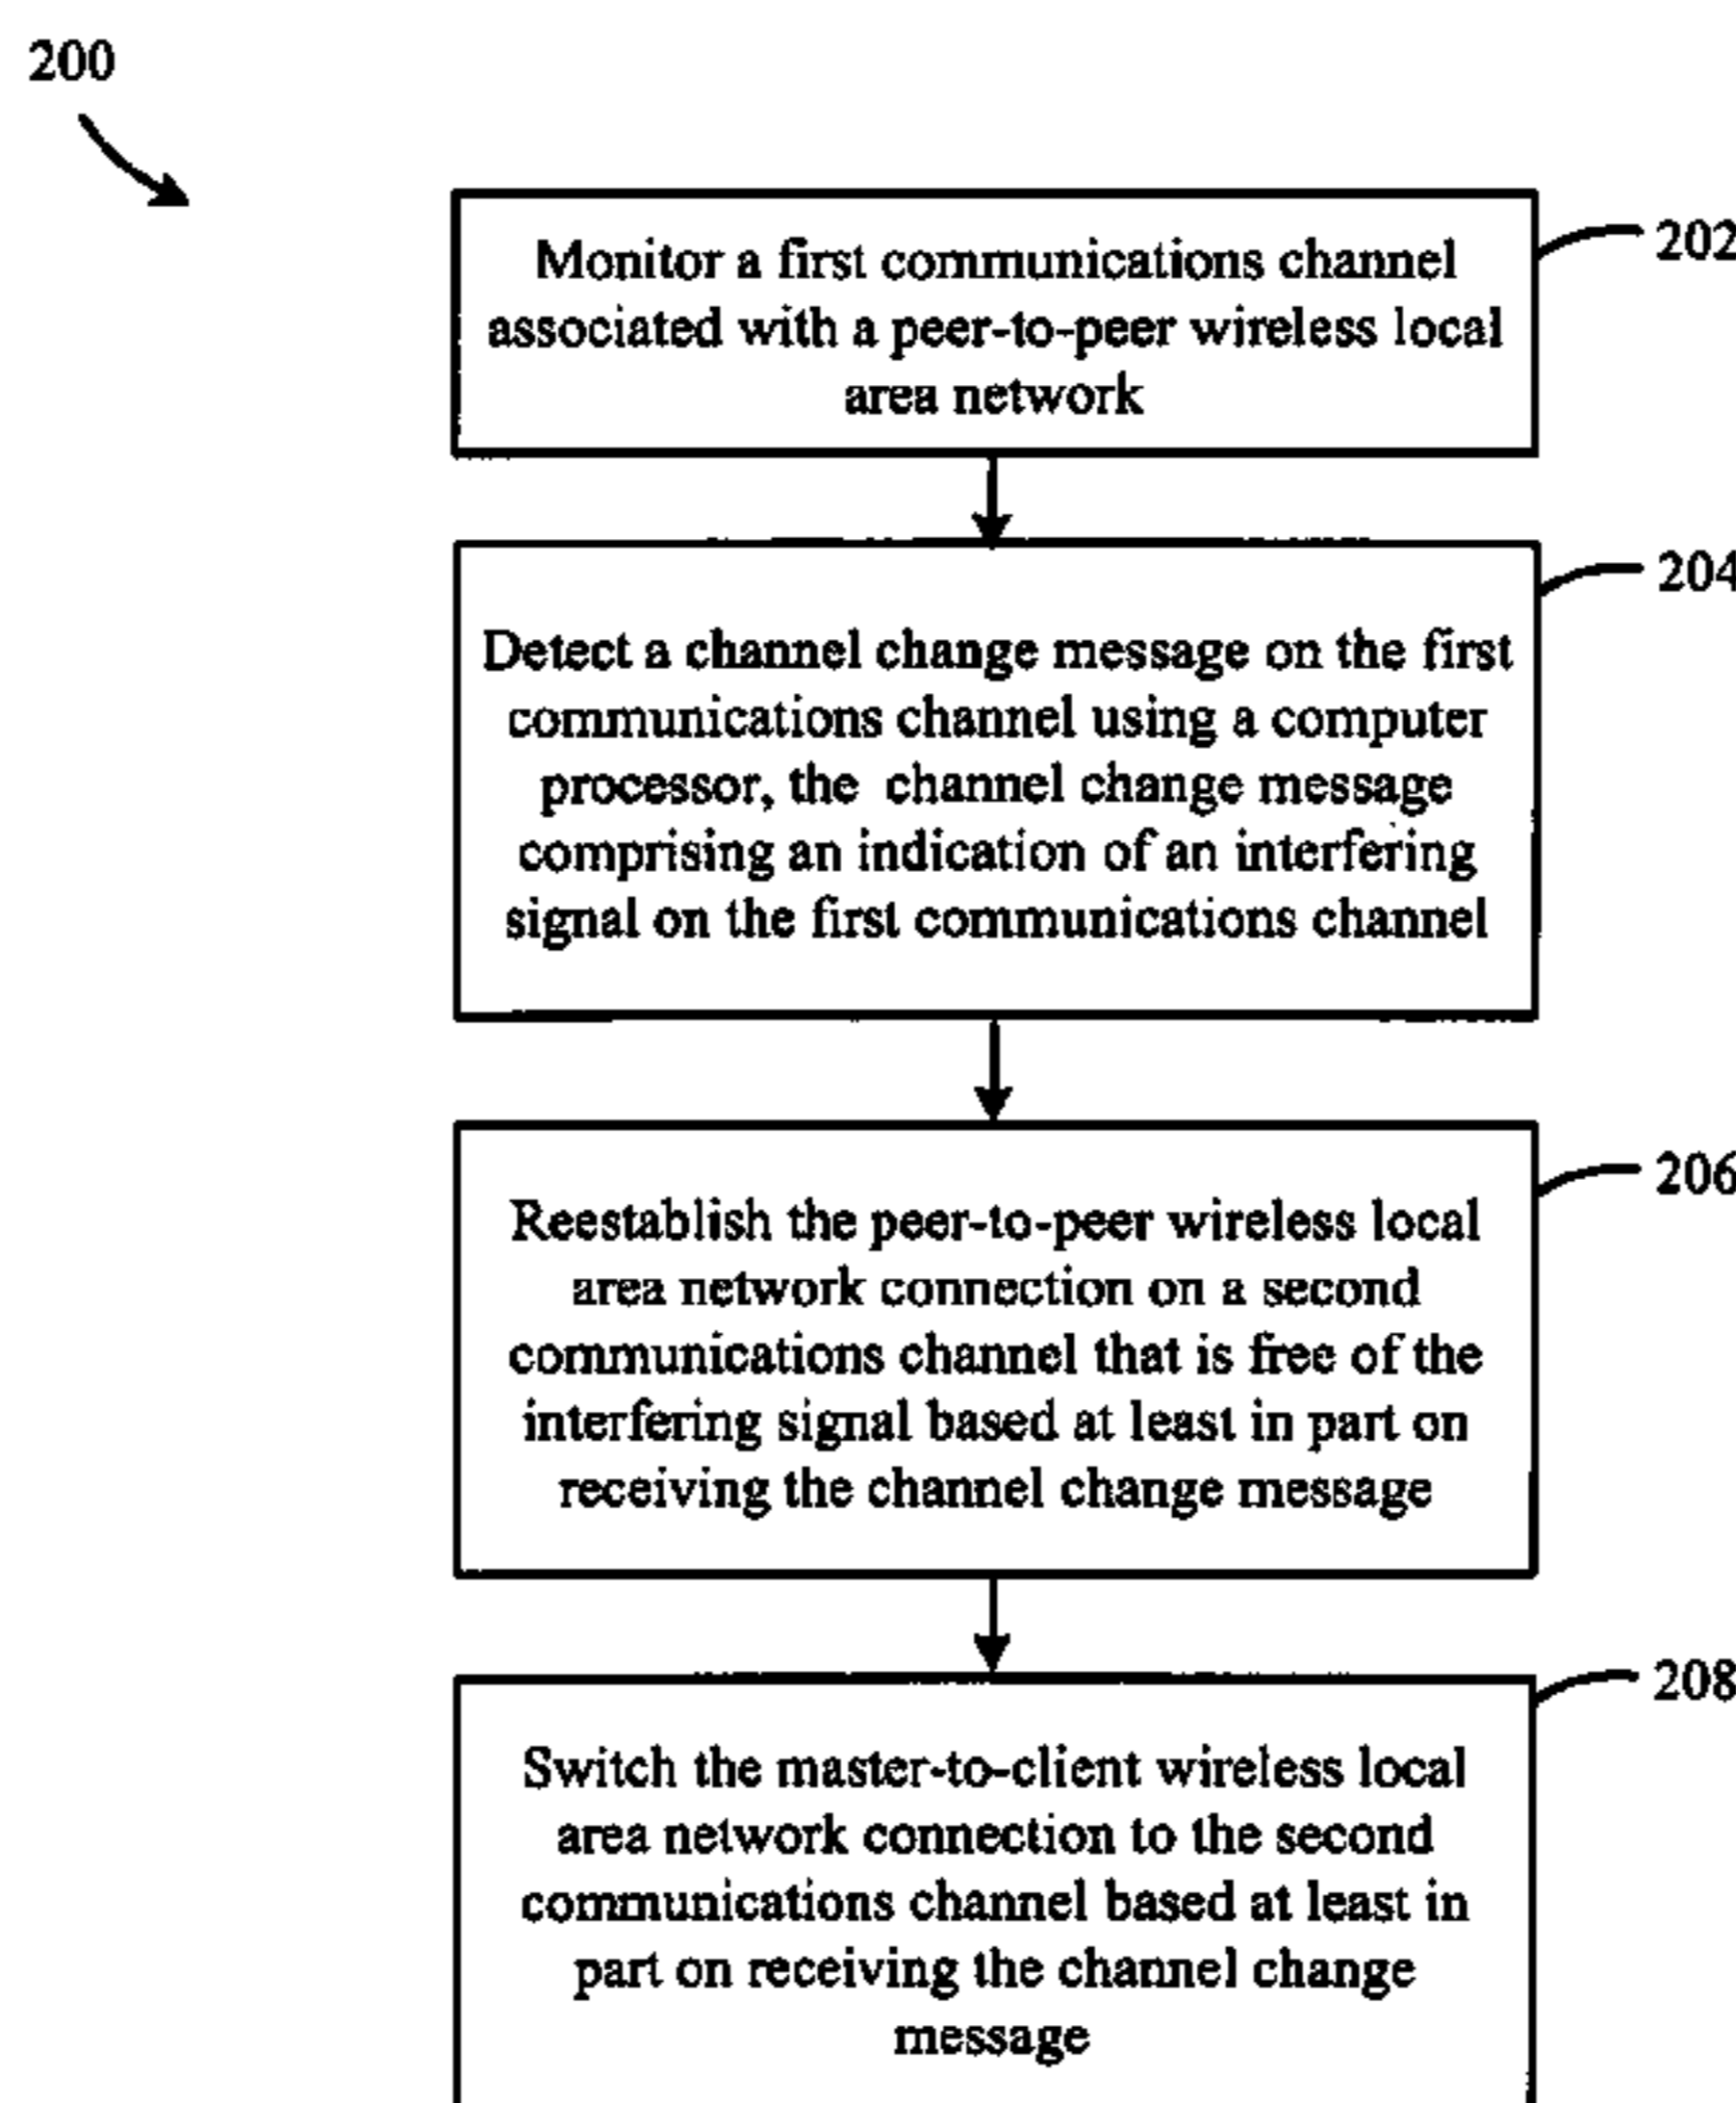 200
Monitor a first communications channel
associated with a peer-to-peer wireless local
area network
202
Detect a channel change message on the first
communications channel using a computer
processor, the channel change message
comprising an indication of an interfering
signal on the first communications channel
204
Reestablish the peer-to-peer wireless local
area network connection on a second
communications channel that is free of the
interfering signal based at least in part on
receiving the channel change message
206
Switch the master-to-client wireless local
area network connection to the second
communications channel based at least in
part on receiving the channel change
message
208